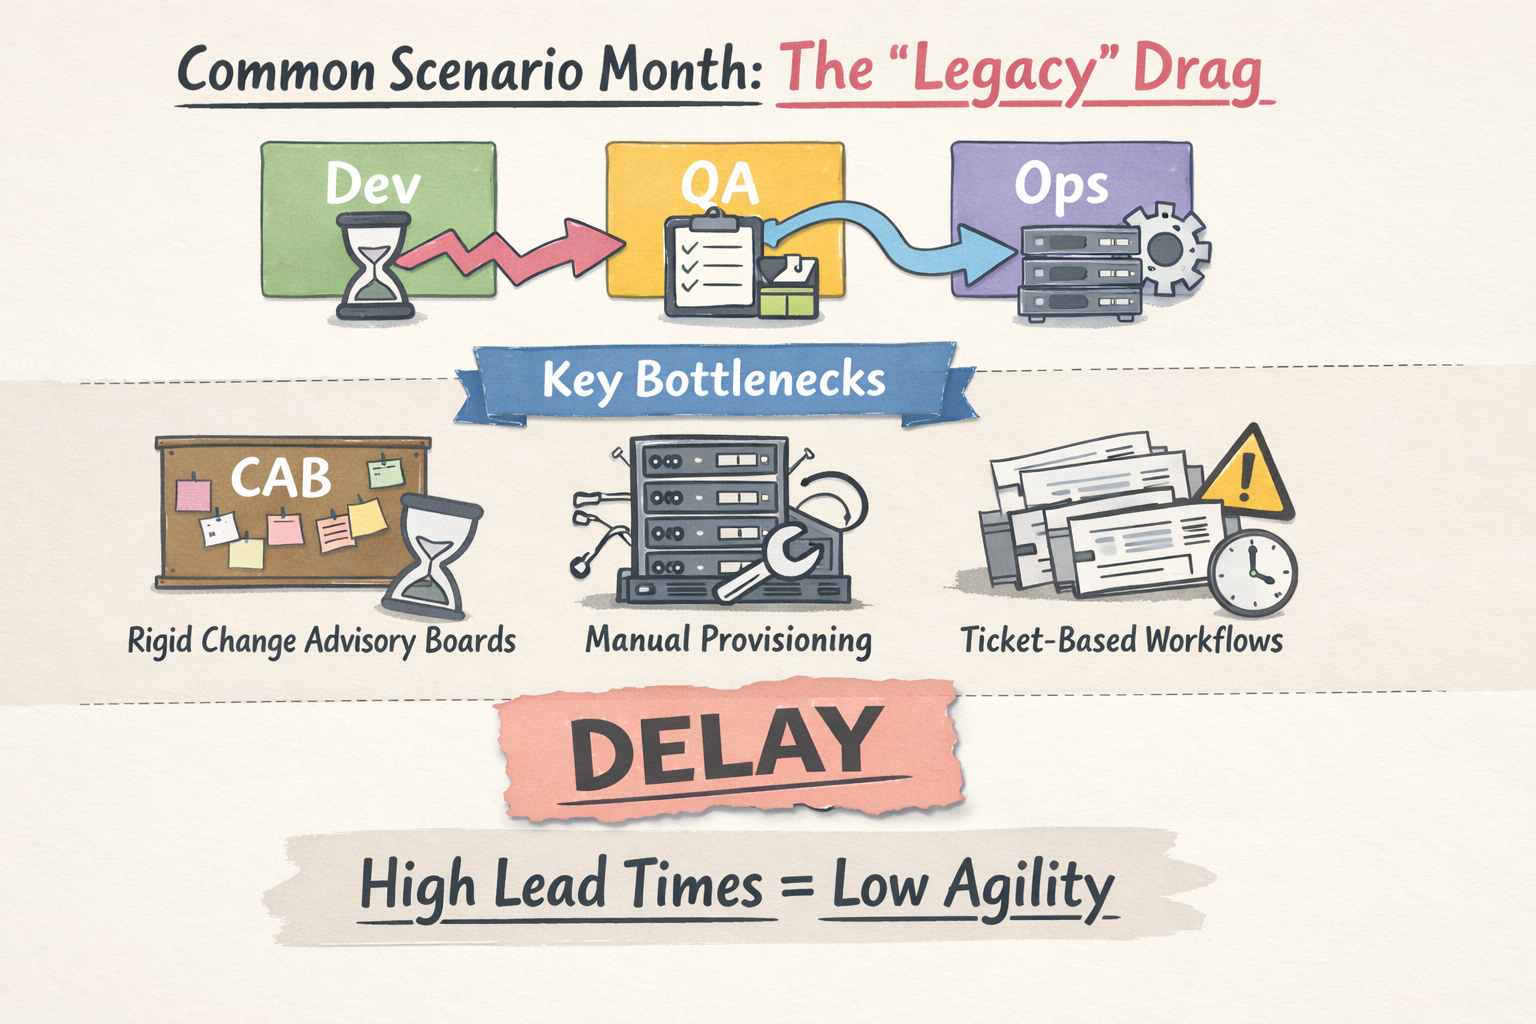 Common Scenario Month: The “Legacy” Drag
Dev
QA
Ops
Key Bottlenecks
CAB
Rigid Change Advisory Boards
Manual Provisioning
Ticket-Based Workflows
DELAY
High Lead Times = Low Agility